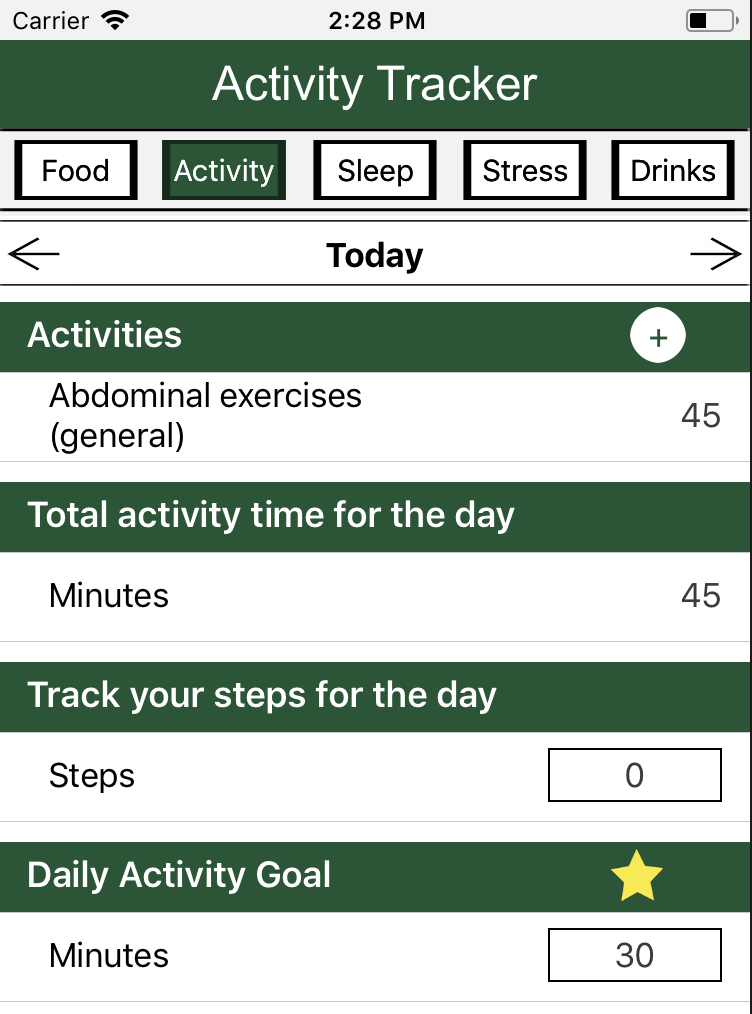 Carrier 2:28 PM
Activity Tracker
Food Activity Sleep Stress Drinks
Today
Activities +
Abdominal exercises
(general) 45
Total activity time for the day
Minutes 45
Track your steps for the day
Steps 0
Daily Activity Goal
Minutes 30